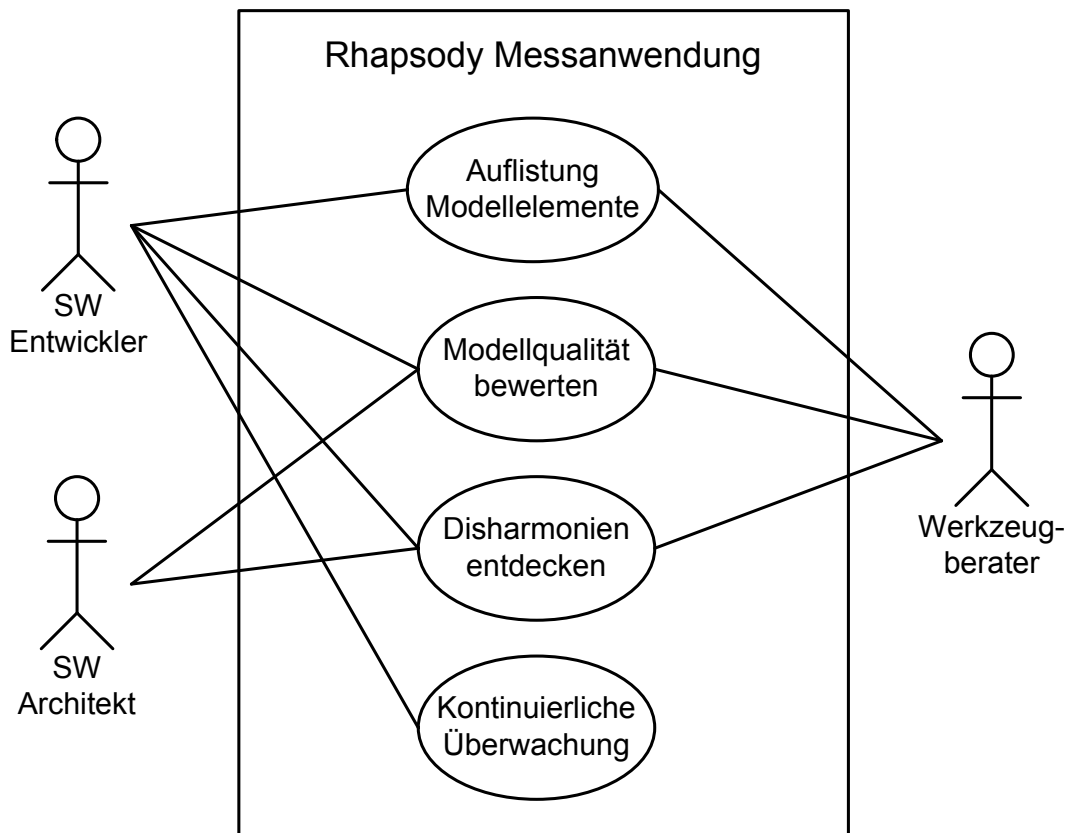 Rhapsody Messanwendung
Auflistung
Modellelemente
SW
Entwickler
Modellqualität
bewerten
Disharmonien
entdecken
Werkzeug-
berater
SW
Architekt
Kontinuierliche
Überwachung